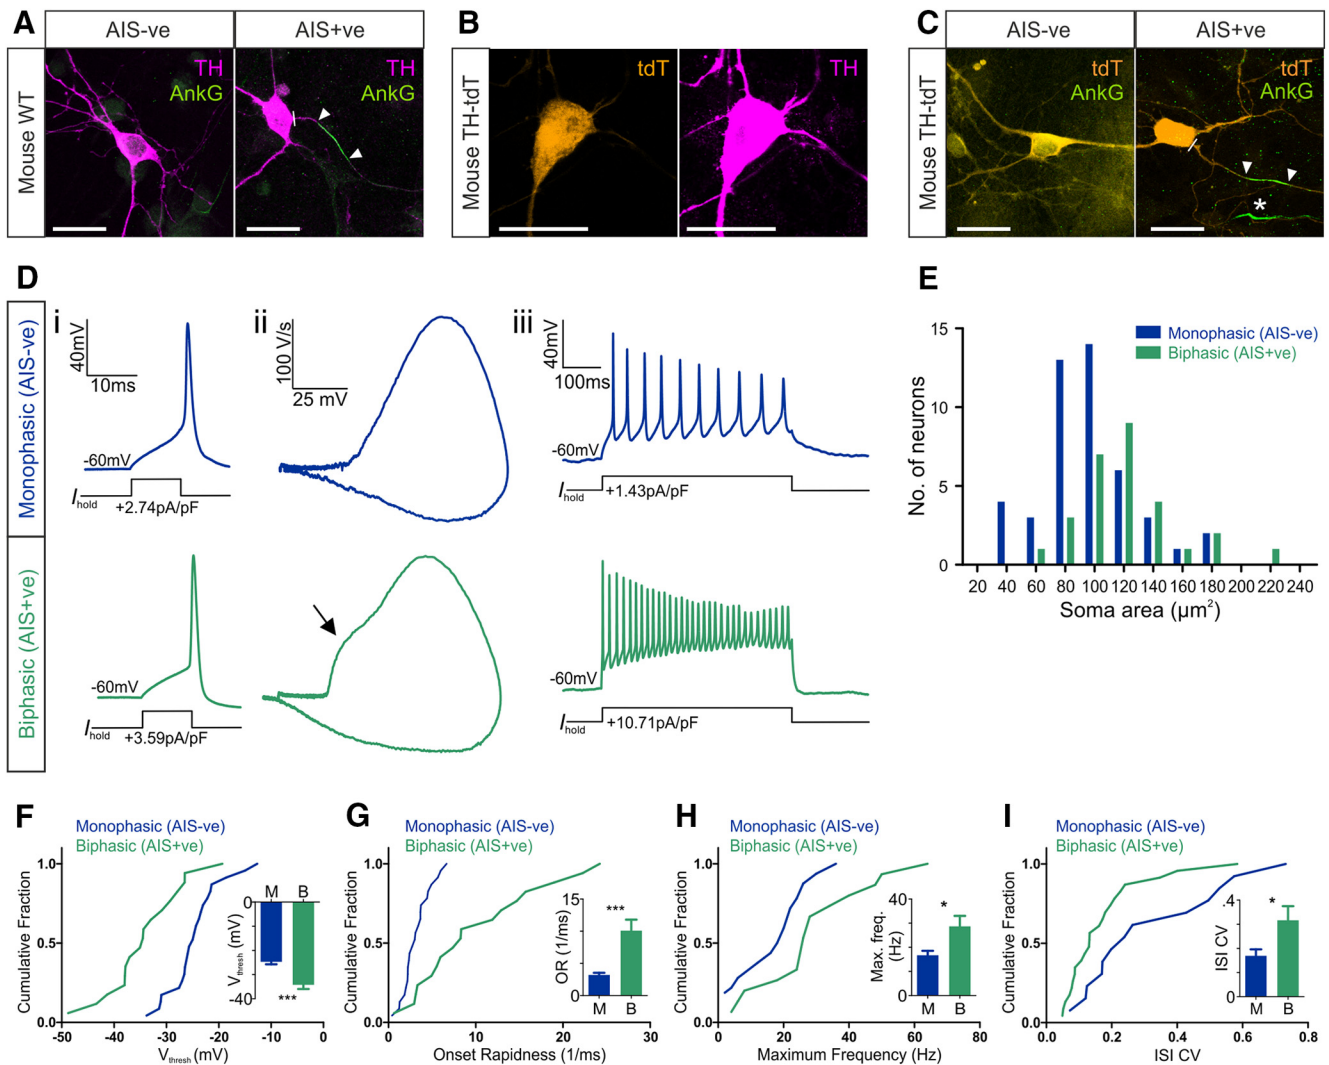 A
AIS-ve
AIS+ve
Mouse WT
TH
AnkG
TH
AnkG
B
Mouse TH-tdT
tdT
TH
C
AIS-ve
AIS+ve
Mouse TH-tdT
tdT
AnkG
tdT
AnkG
*
D
Monophasic (AIS-ve)
i
40mV
10ms
-60mV
Ihold
+2.74pA/pF
ii
100 V/s
25 mV
iii
40mV
100ms
-60mV
Ihold
+1.43pA/pF
Biphasic (AIS+ve)
-60mV
Ihold
+3.59pA/pF
-60mV
Ihold
+10.71pA/pF
E
Monophasic (AIS-ve)
Biphasic (AIS+ve)
No. of neurons
15
10
5
0
20 40 60 80 100 120 140 160 180 200 220 240
Soma area (µm²)
F
Monophasic (AIS-ve)
Biphasic (AIS+ve)
Cumulative Fraction
1.0
0.5
0.0
-50 -40 -30 -20 -10 0
Vthresh (mV)
M B
0
-40
Vthresh (mV)
***
G
Monophasic (AIS-ve)
Biphasic (AIS+ve)
Cumulative Fraction
1.0
0.5
0.0
0 10 20 30
Onset Rapidness (1/ms)
OR (1/ms)
15
0
***
M B
H
Monophasic (AIS-ve)
Biphasic (AIS+ve)
Cumulative Fraction
1.0
0.5
0.0
0 20 40 60 80
Maximum Frequency (Hz)
Max. freq.
(Hz)
40
0
*
M B
I
Monophasic (AIS-ve)
Biphasic (AIS+ve)
Cumulative Fraction
1.0
0.5
0.0
0.0 0.2 0.4 0.6 0.8
ISI CV
ISI CV
.4
0
*
M B